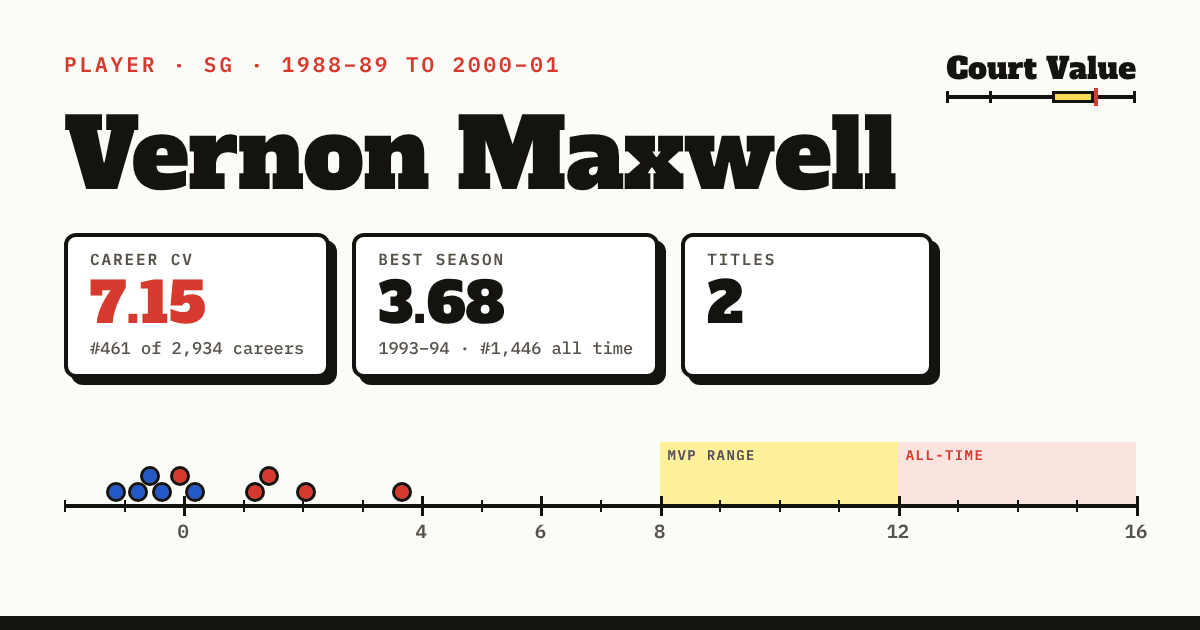 PLAYER · SG · 1988–89 TO 2000–01
Court Value
Vernon Maxwell
CAREER CV
7.15
#461 of 2,934 careers
BEST SEASON
3.68
1993–94 · #1,446 all time
TITLES
2
MVP RANGE
ALL-TIME
0 4 6 8 12 16